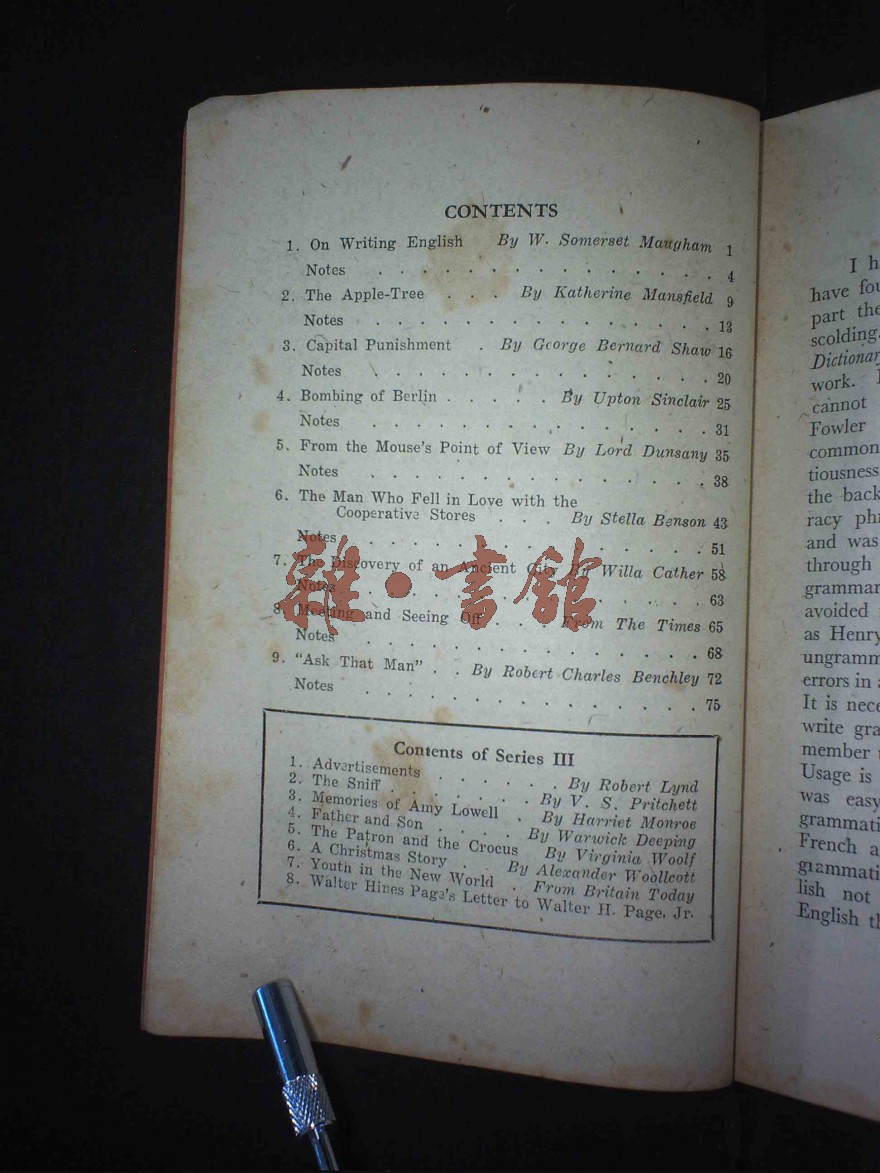 CONTENTS
1. On Writing English By W. Somerset Maugham 1
Notes . . . . . . . . . . . . . . . . 4
2. The Apple-Tree . . . By Katherine Mansfield 9
Notes . . . . . . . . . . . . . . . . 13
3. Capital Punishment . By George Bernard Shaw 16
Notes . . . . . . . . . . . . . . . . 20
4. Bombing of Berlin . . . . . By Upton Sinclair 25
Notes . . . . . . . . . . . . . . . . 31
5. From the Mouse's Point of View By Lord Dunsany 35
Notes . . . . . . . . . . . . . . . . 38
6. The Man Who Fell in Love with the
Cooperative Stores . . . By Stella Benson 43
Notes . . . . . . . . . . . . . . . . 51
7. The Discovery of an Ancient City By Willa Cather 58
Notes . . . . . . . . . . . . . . . . 63
8. Meeting and Seeing Off . . . From The Times 65
Notes . . . . . . . . . . . . . . . . 68
9. "Ask That Man" . . By Robert Charles Benchley 72
Notes . . . . . . . . . . . . . . . . 75
雜·書館
Contents of Series III
1. Advertisements . . . . . . By Robert Lynd
2. The Sniff . . . . . . . By V. S. Pritchett
3. Memories of Amy Lowell . By Harriet Monroe
4. Father and Son . . . . By Warwick Deeping
5. The Patron and the Crocus By Virginia Woolf
6. A Christmas Story . . By Alexander Woollcott
7. Youth in the New World . From Britain Today
8. Walter Hines Page's Letter to Walter H. Page, Jr.
I h
have fou
part the
scolding.
Dictionar
work. I
cannot
Fowler
common
tiousness
the back
racy phr
and was
through
grammar
avoided
as Henry
ungramm
errors in
It is nece
write gra
member
Usage is
was easy
grammati
French a
grammati
lish not
English th